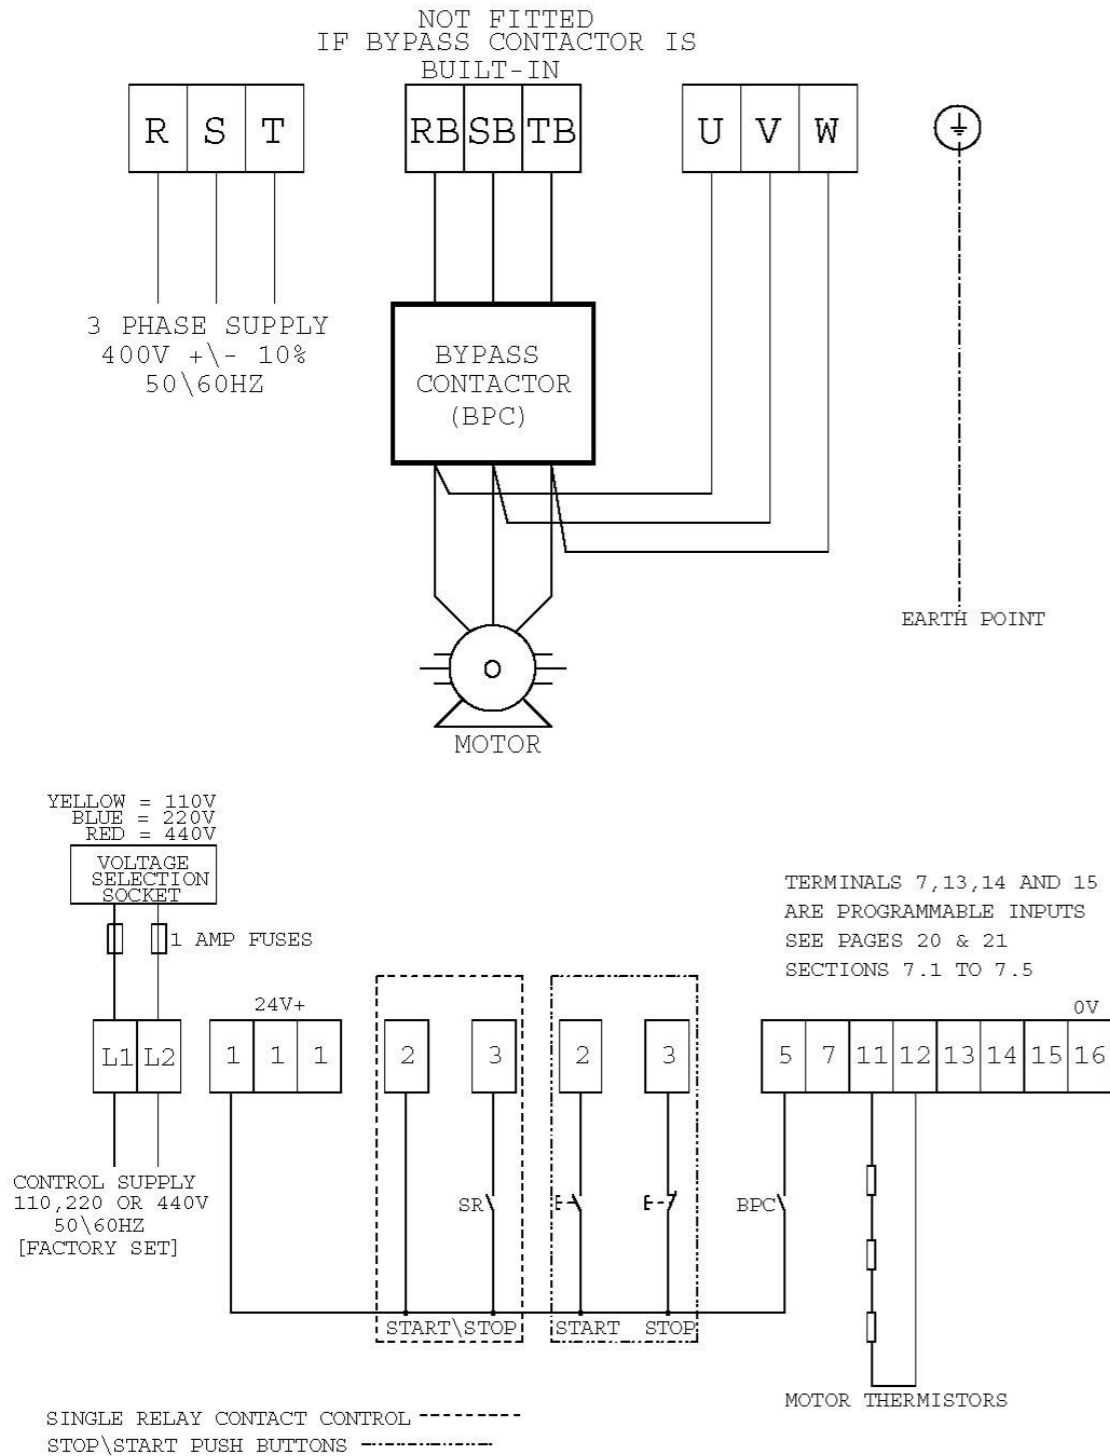 NOT FITTED
IF BYPASS CONTACTOR IS
BUILT-IN
R S T
RB SB TB
U V W
3 PHASE SUPPLY
400V +\- 10%
50\60HZ
BYPASS
CONTACTOR
(BPC)
EARTH POINT
O
MOTOR
YELLOW = 110V
BLUE = 220V
RED = 440V
VOLTAGE
SELECTION
SOCKET
1 AMP FUSES
TERMINALS 7,13,14 AND 15
ARE PROGRAMMABLE INPUTS
SEE PAGES 20 & 21
SECTIONS 7.1 TO 7.5
24V+
0V
L1 L2
1 1 1
2 3
2 3
5 7 11 12 13 14 15 16
CONTROL SUPPLY
110,220 OR 440V
50\60HZ
[FACTORY SET]
SR
E
E
BPC
START\STOP
START STOP
MOTOR THERMISTORS
SINGLE RELAY CONTACT CONTROL
STOP\START PUSH BUTTONS